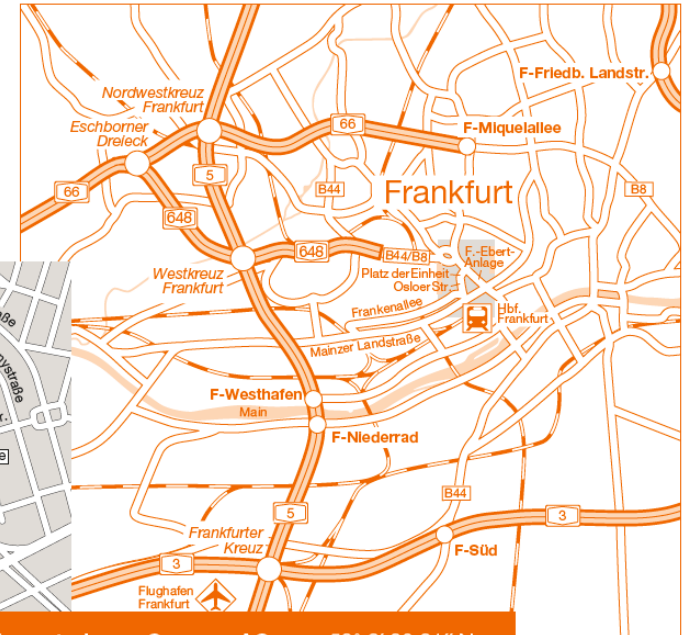 F-Friedb. Landstr.
Nordwestkreuz
Frankfurt
Eschborner
Dreieck
66
F-Miquelallee
5
66
B44
Frankfurt
B8
648
648
B44/B8
F.-Ebert-
Anlage
Westkreuz
Frankfurt
Platz der Einheit
Osloer Str.
Frankenallee
Hbf.
Frankfurt
Mainzer Landstraße
F-Westhafen
Main
F-Niederrad
B44
5
3
Frankfurter
Kreuz
F-Süd
3
Flughafen
Frankfurt